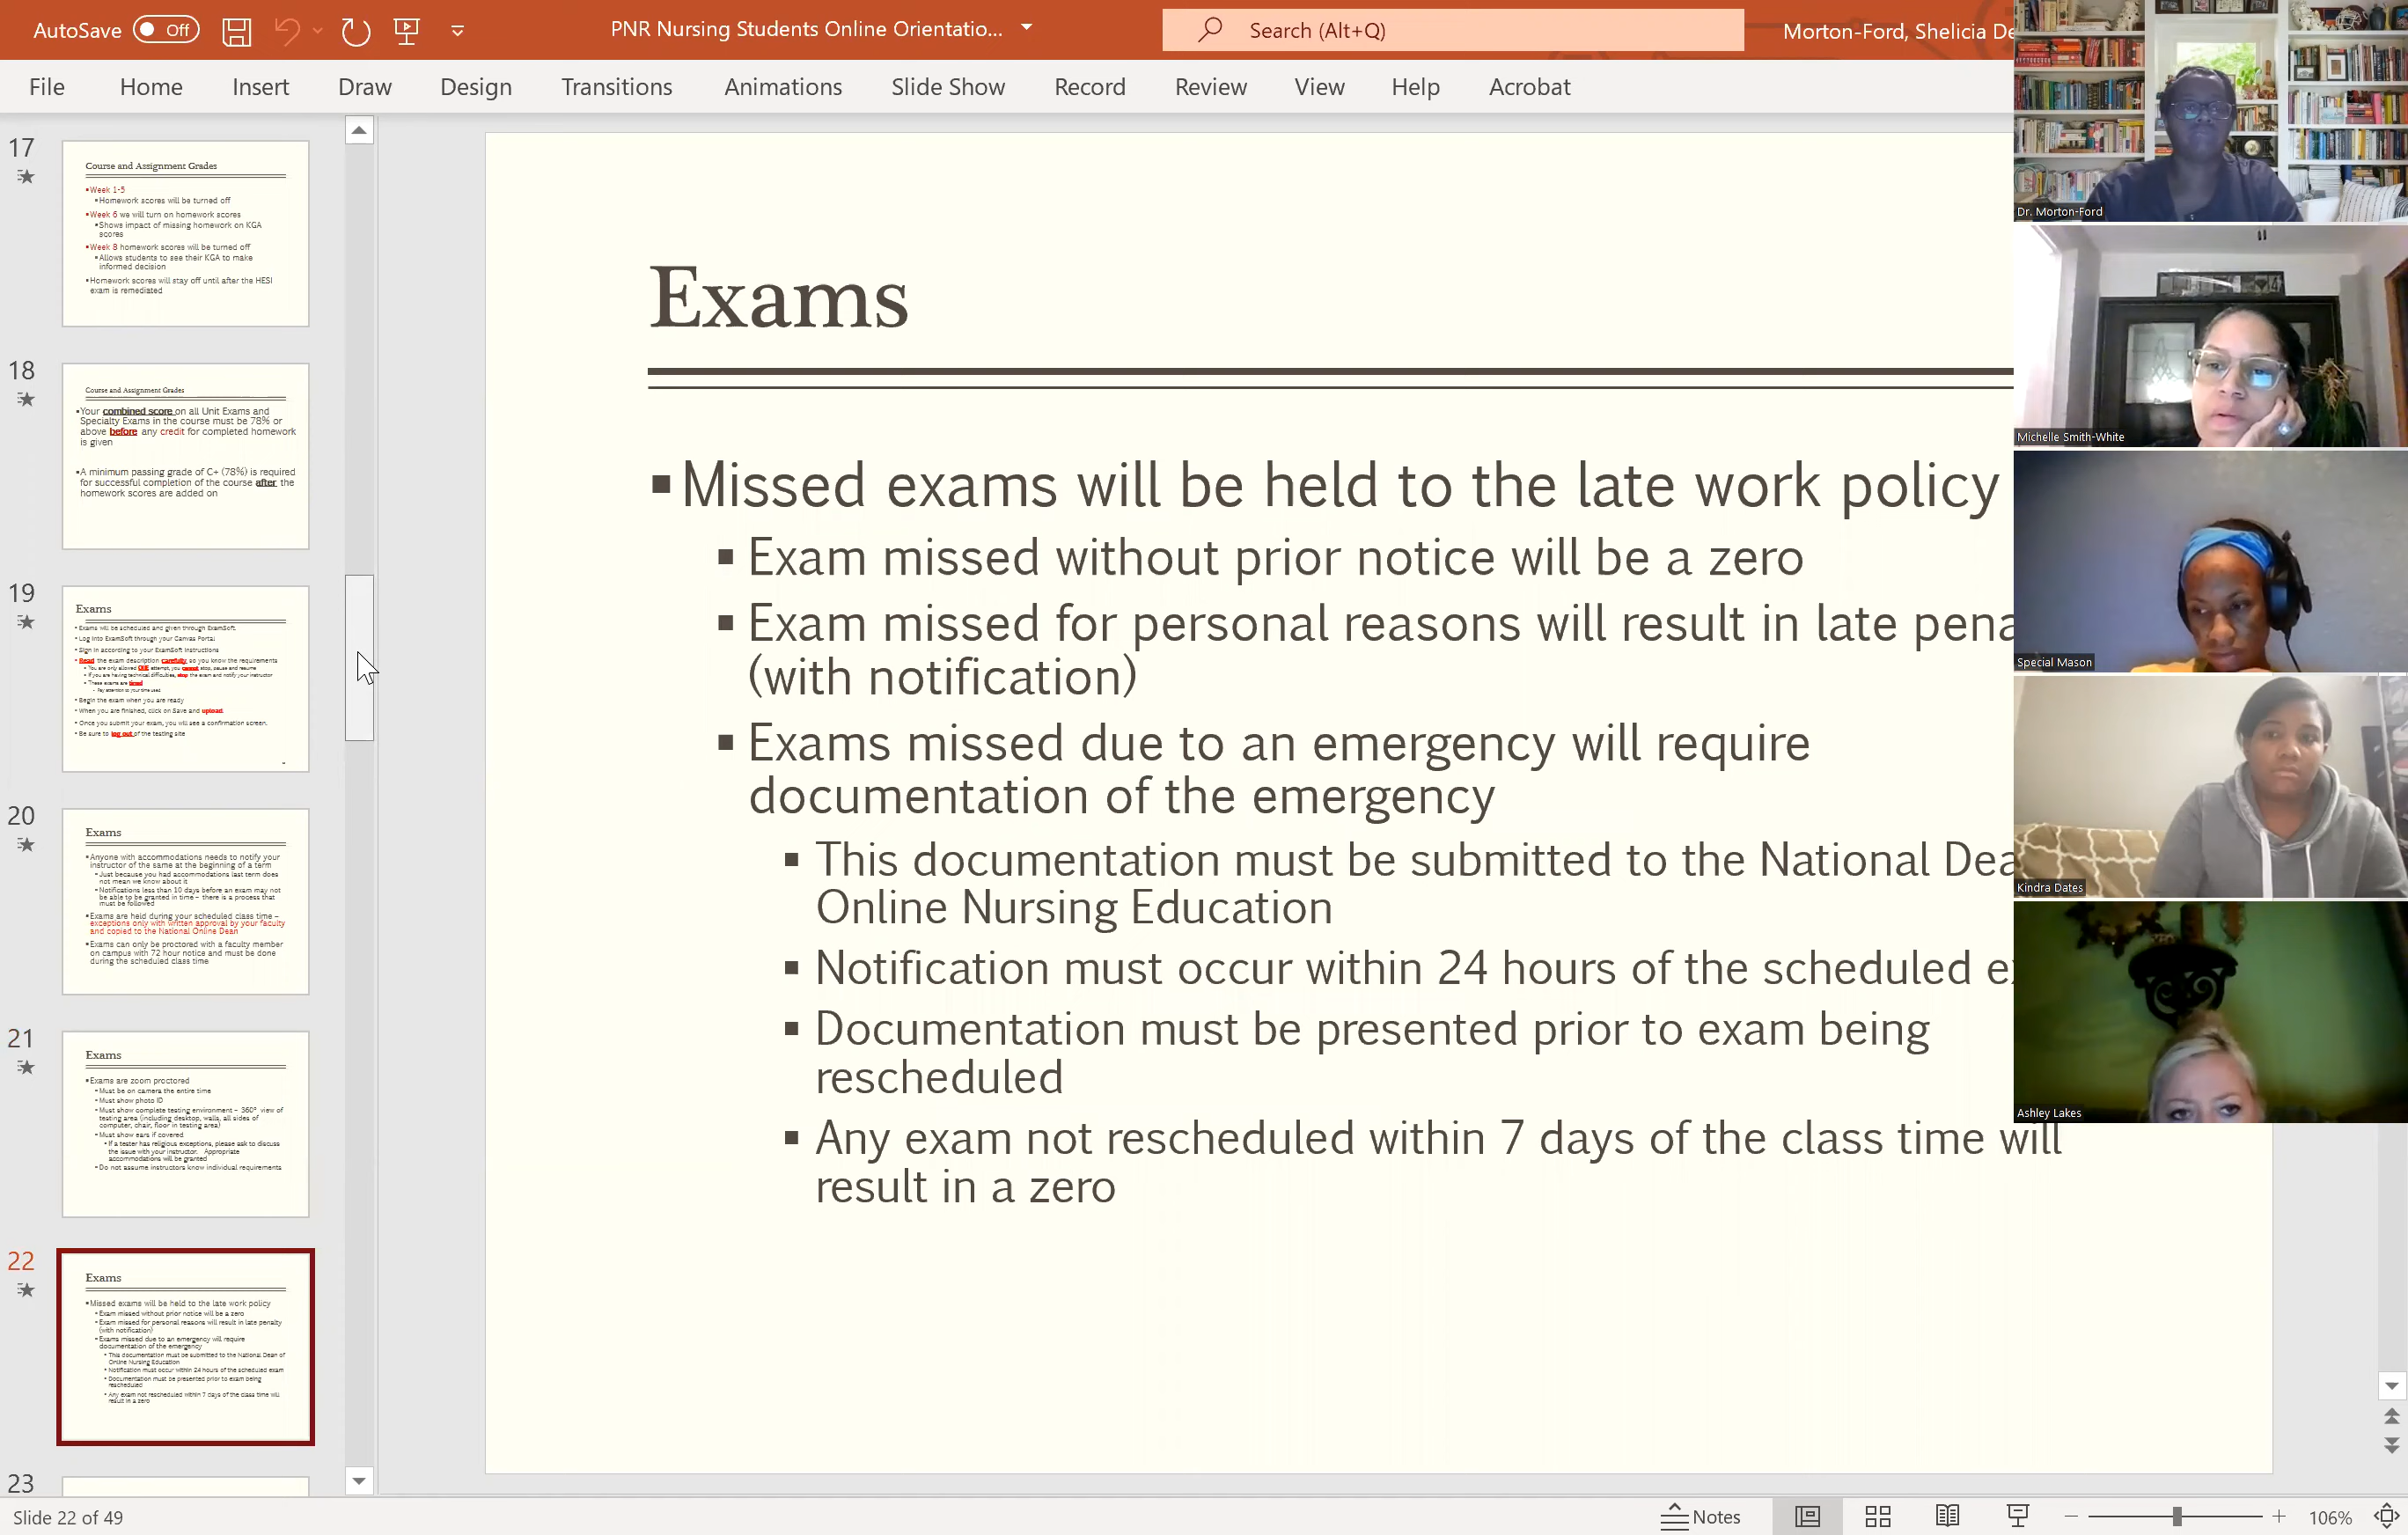 AutoSave Off PNR Nursing Students Online Orientatio... Search (Alt+Q) Morton-Ford, Shelicia De
File Home Insert Draw Design Transitions Animations Slide Show Record Review View Help Acrobat
17
Course and Assignment Grades
▪Week 1-5
▪Homework scores will be turned off
▪Week 6 we will turn on homework scores
▪Shows impact of missing homework on KGA
scores
▪Week 8 homework scores will be turned off
▪Allows students to see their KGA to make
informed decision
▪Homework scores will stay off until after the HESI
exam is remediated
18
Course and Assignment Grades
▪Your combined score on all Unit Exams and
Specialty Exams in the course must be 78% or
above before any credit for completed homework
is given
▪A minimum passing grade of C+ (78%) is required
for successful completion of the course after the
homework scores are added on
19
Exams
▪Exams will be scheduled and given through ExamSoft.
▪Log into ExamSoft through your Canvas Portal
▪Sign in according to your ExamSoft instructions
▪Read the exam description carefully so you know the requirements
▪You are only allowed ONE attempt, you cannot stop, pause and resume
▪If you are having technical difficulties, stop the exam and notify your instructor
▪These exams are timed
– Pay attention to your time used
▪Begin the exam when you are ready
▪When you are finished, click on Save and upload.
▪Once you submit your exam, you will see a confirmation screen.
▪Be sure to log out of the testing site
20
Exams
▪Anyone with accommodations needs to notify your
instructor of the same at the beginning of a term
▪Just because you had accommodations last term does
not mean we know about it
▪Notifications less than 10 days before an exam may not
be able to be granted in time – there is a process that
must be followed
▪Exams are held during your scheduled class time –
exceptions only with written approval by your faculty
and copied to the National Online Dean
▪Exams can only be proctored with a faculty member
on campus with 72 hour notice and must be done
during the scheduled class time
21
Exams
▪Exams are zoom proctored
▪Must be on camera the entire time
▪Must show photo ID
▪Must show complete testing environment – 360° view of
testing area (including desktop, walls, all sides of
computer, chair, floor in testing area)
▪Must show ears if covered
▪If a tester has religious exceptions, please ask to discuss
the issue with your instructor. Appropriate
accommodations will be granted
▪Do not assume instructors know individual requirements
22
Exams
▪Missed exams will be held to the late work policy
▪Exam missed without prior notice will be a zero
▪Exam missed for personal reasons will result in late penalty
(with notification)
▪Exams missed due to an emergency will require
documentation of the emergency
▪This documentation must be submitted to the National Dean of
Online Nursing Education
▪Notification must occur within 24 hours of the scheduled exam
▪Documentation must be presented prior to exam being
rescheduled
▪Any exam not rescheduled within 7 days of the class time will
result in a zero
23
Exams
▪Missed exams will be held to the late work policy
▪Exam missed without prior notice will be a zero
▪Exam missed for personal reasons will result in late pena
(with notification)
▪Exams missed due to an emergency will require
documentation of the emergency
▪This documentation must be submitted to the National Dea
Online Nursing Education
▪Notification must occur within 24 hours of the scheduled e
▪Documentation must be presented prior to exam being
rescheduled
▪Any exam not rescheduled within 7 days of the class time will
result in a zero
Dr. Morton-Ford
Michelle Smith-White
Special Mason
Kindra Dates
Ashley Lakes
Slide 22 of 49 Notes 106%